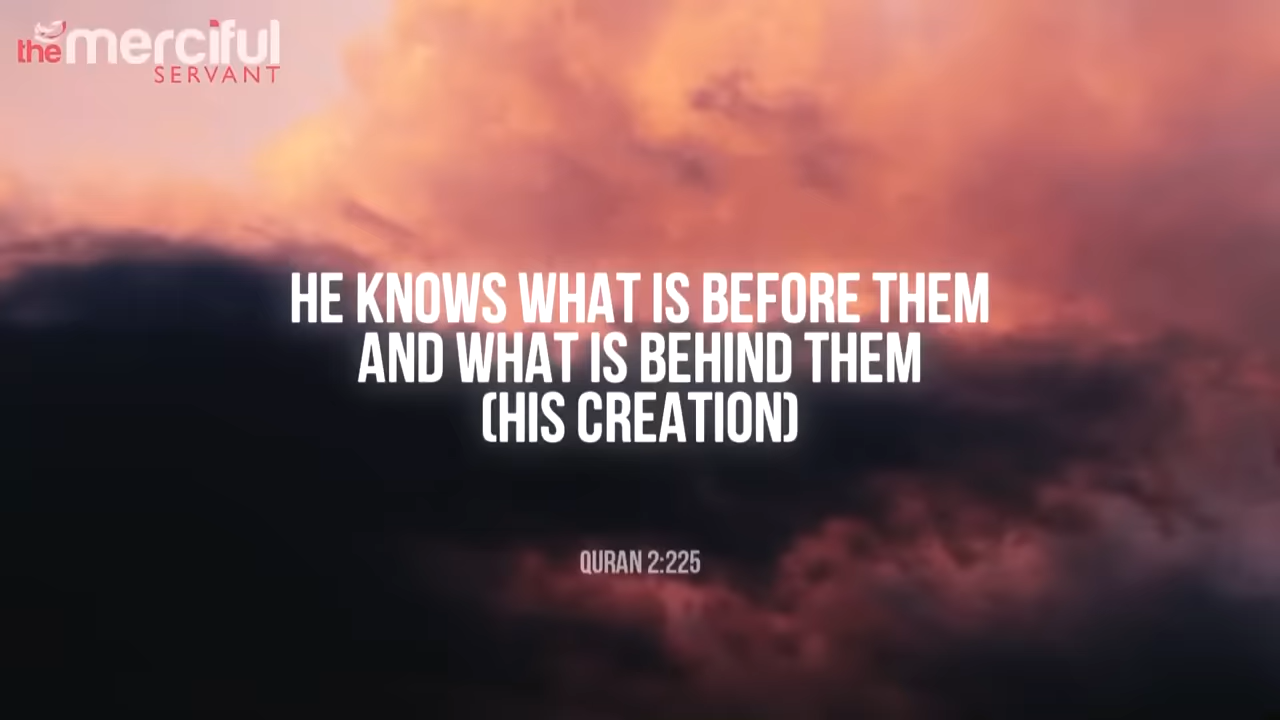 the merciful
SERVANT
HE KNOWS WHAT IS BEFORE THEM
AND WHAT IS BEHIND THEM
(HIS CREATION)
QURAN 2:225